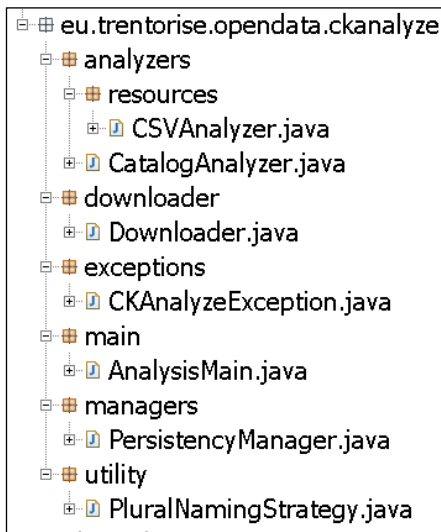 eu.trentorise.opendata.ckanalyze
analyzers
resources
CSVAnalyzer.java
CatalogAnalyzer.java
downloader
Downloader.java
exceptions
CKAnalyzeException.java
main
AnalysisMain.java
managers
PersistencyManager.java
utility
PluralNamingStrategy.java